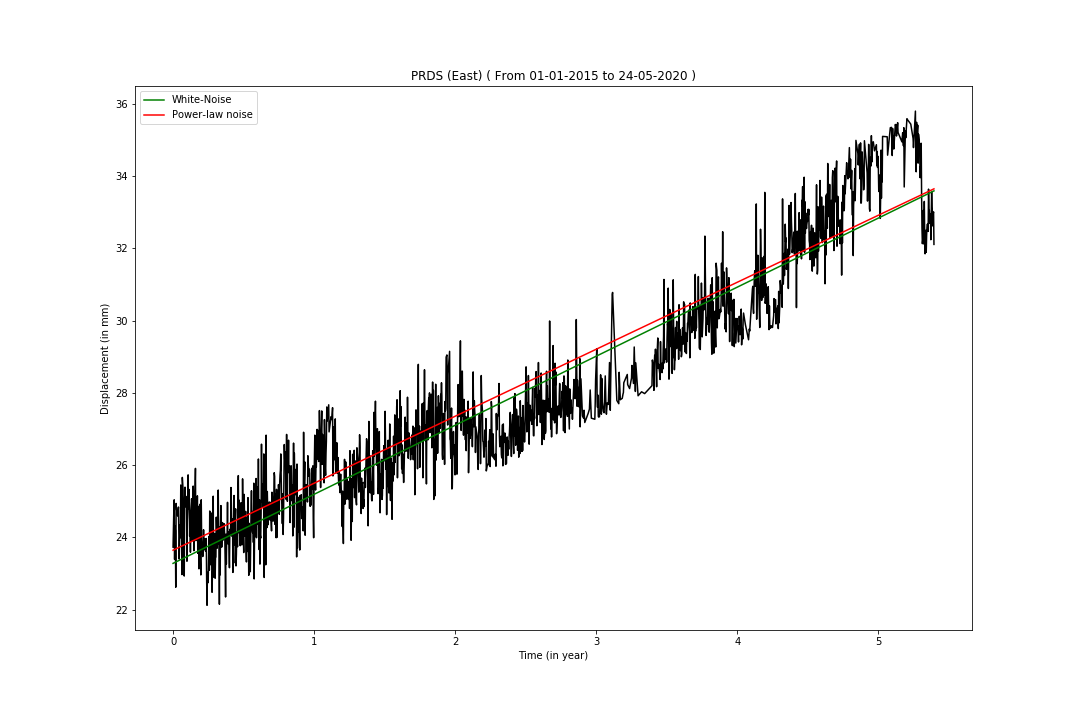 PRDS (East) ( From 01-01-2015 to 24-05-2020 )
White-Noise
Power-law noise
36
34
32
30
28
26
24
22
Displacement (in mm)
0 1 2 3 4 5
Time (in year)